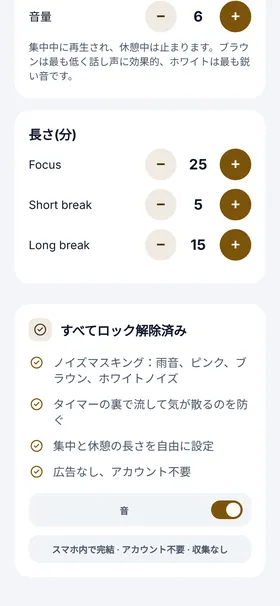 音量 − 6 +
集中中に再生され、休憩中は止まります。ブラウ
ンは最も低く話し声に効果的、ホワイトは最も鋭
い音です。
長さ(分)
Focus − 25 +
Short break − 5 +
Long break − 15 +
すべてロック解除済み
ノイズマスキング：雨音、ピンク、ブ
ラウン、ホワイトノイズ
タイマーの裏で流して気が散るのを防
ぐ
集中と休憩の長さを自由に設定
広告なし、アカウント不要
音
スマホ内で完結 · アカウント不要 · 収集なし